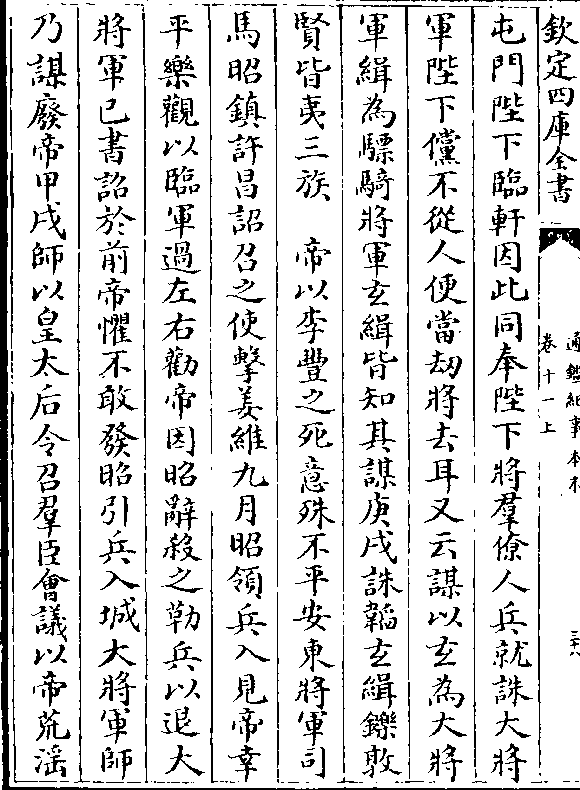 欽定四庫全書
通鑑紀事本末
卷十一上
三十八
屯門陛下臨軒因此同奉陛下將羣僚人兵就誅大將
軍陛下儻不從人便當劫將去耳又云謀以玄為大將
軍緝為驃騎將軍玄緝皆知其謀庚戌誅韜玄緝鑠敦
賢皆夷三族　帝以李豐之死意殊不平安東將軍司
馬昭鎮許昌詔召之使擊姜維九月昭領兵入見帝幸
平樂觀以臨軍過左右勸帝因昭辭殺之勒兵以退大
將軍已書詔於前帝懼不敢發昭引兵入城大將軍師
乃謀廢帝甲戌師以皇太后令召羣臣會議以帝荒滛